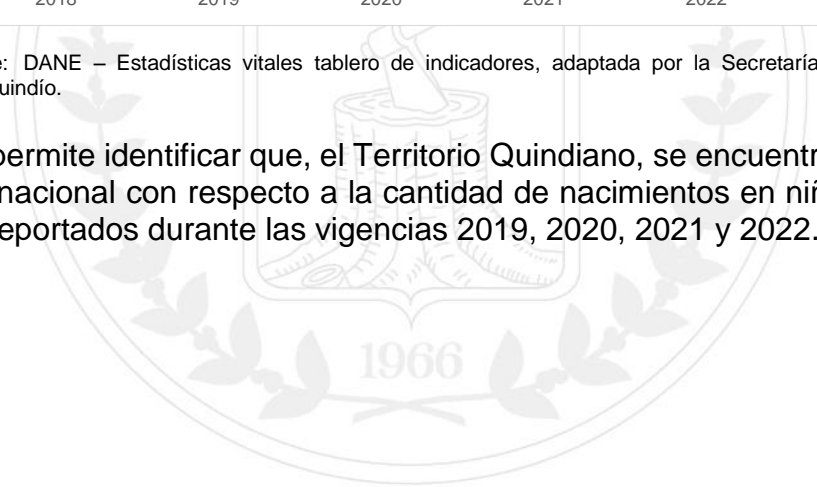 2018 2019 2020 2021 2022
: DANE – Estadísticas vitales tablero de indicadores, adaptada por la Secretaría
uindío.
permite identificar que, el Territorio Quindiano, se encuentr
nacional con respecto a la cantidad de nacimientos en niñ
eportados durante las vigencias 2019, 2020, 2021 y 2022.
1966